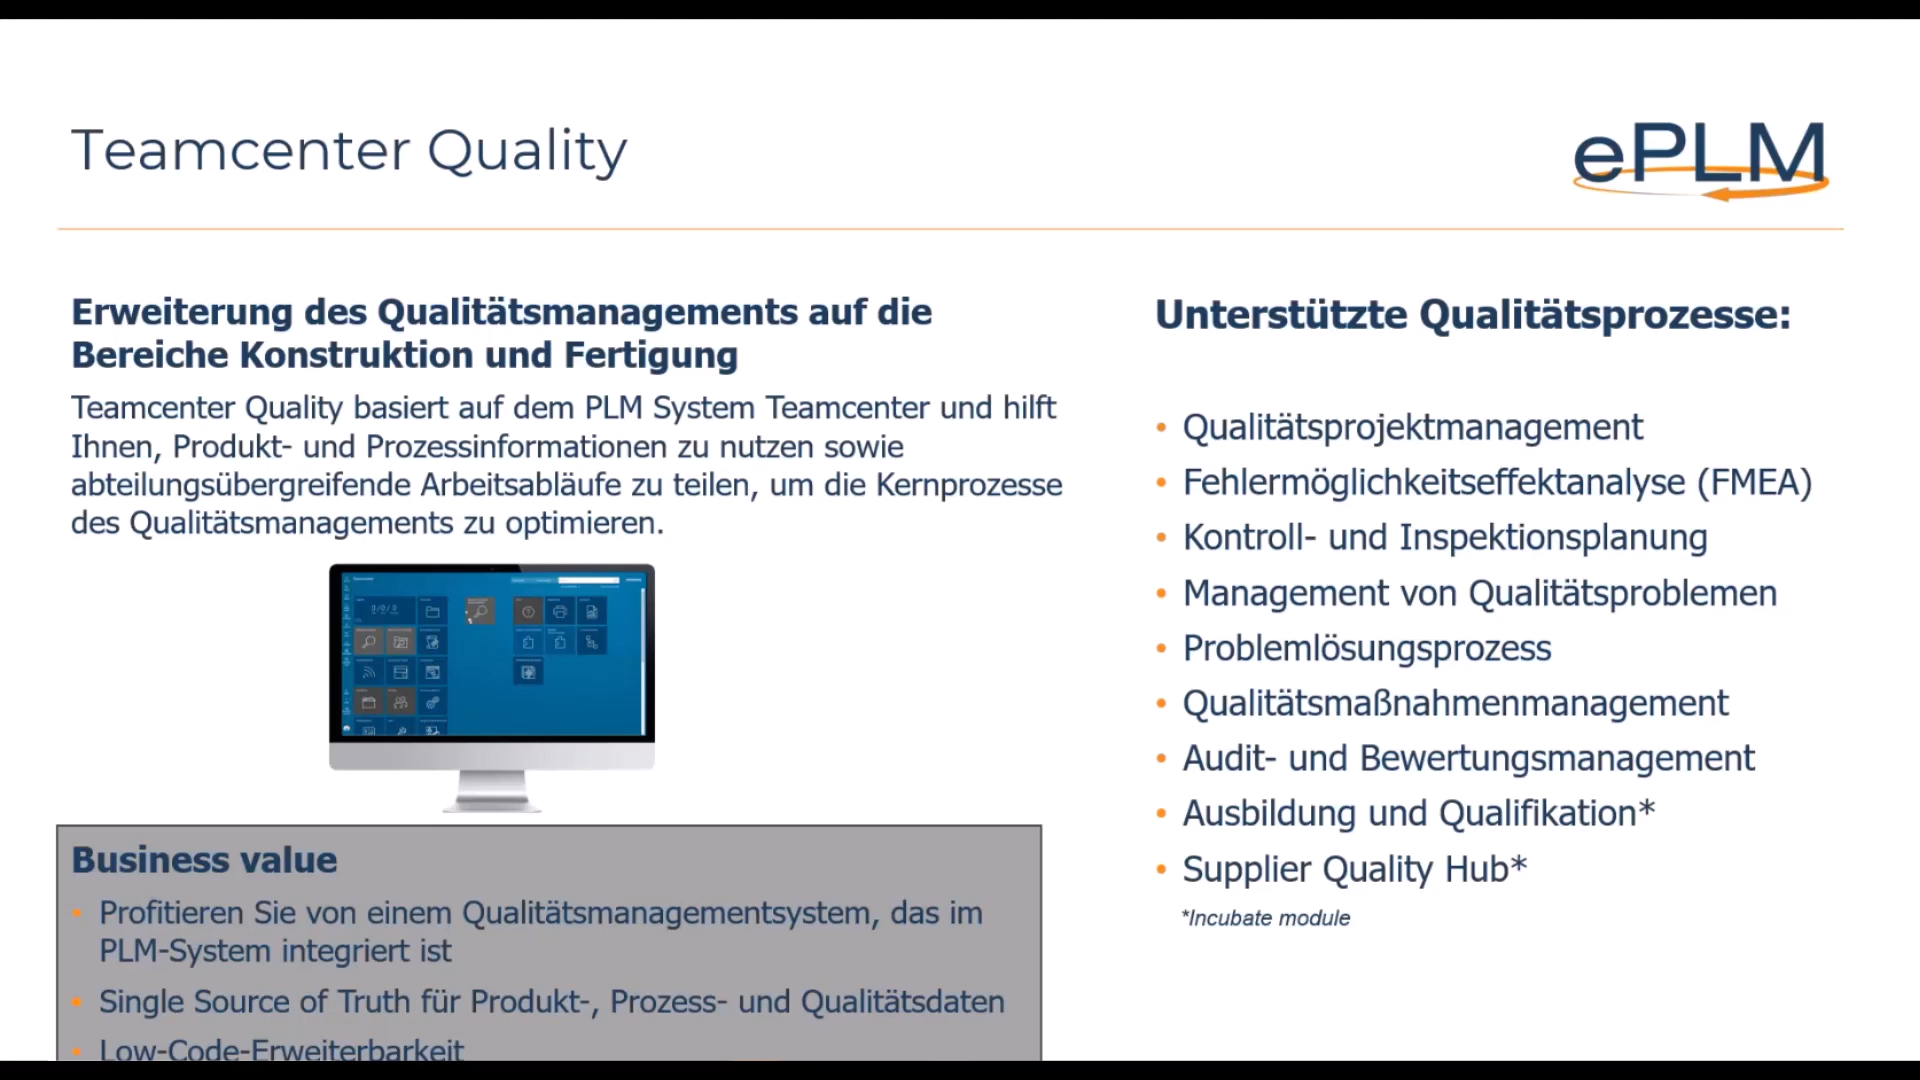 Teamcenter Quality
ePLM
Erweiterung des Qualitätsmanagements auf die
Bereiche Konstruktion und Fertigung
Teamcenter Quality basiert auf dem PLM System Teamcenter und hilft
Ihnen, Produkt- und Prozessinformationen zu nutzen sowie
abteilungsübergreifende Arbeitsabläufe zu teilen, um die Kernprozesse
des Qualitätsmanagements zu optimieren.
0/0/0
Business value
• Profitieren Sie von einem Qualitätsmanagementsystem, das im
PLM-System integriert ist
• Single Source of Truth für Produkt-, Prozess- und Qualitätsdaten
• Low-Code-Erweiterbarkeit
Unterstützte Qualitätsprozesse:
• Qualitätsprojektmanagement
• Fehlermöglichkeitseffektanalyse (FMEA)
• Kontroll- und Inspektionsplanung
• Management von Qualitätsproblemen
• Problemlösungsprozess
• Qualitätsmaßnahmenmanagement
• Audit- und Bewertungsmanagement
• Ausbildung und Qualifikation*
• Supplier Quality Hub*
*Incubate module